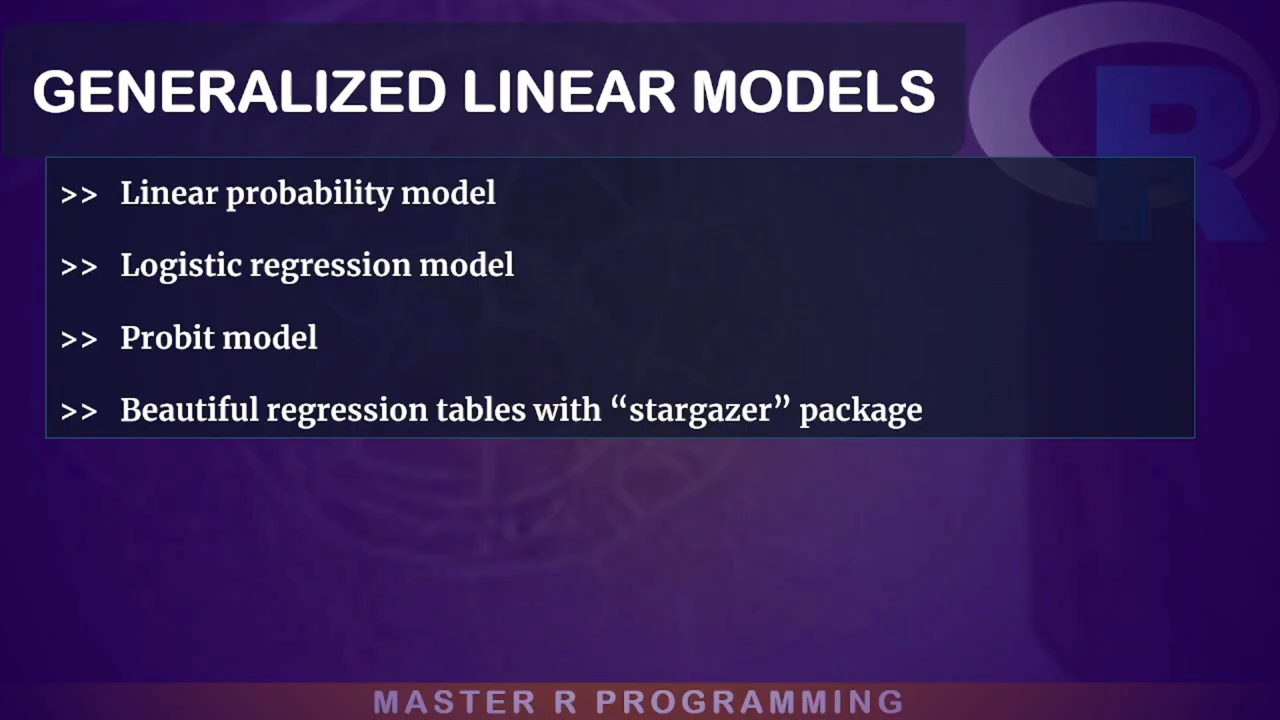 GENERALIZED LINEAR MODELS
>> Linear probability model
>> Logistic regression model
>> Probit model
>> Beautiful regression tables with “stargazer” package
R
MASTER R PROGRAMMING